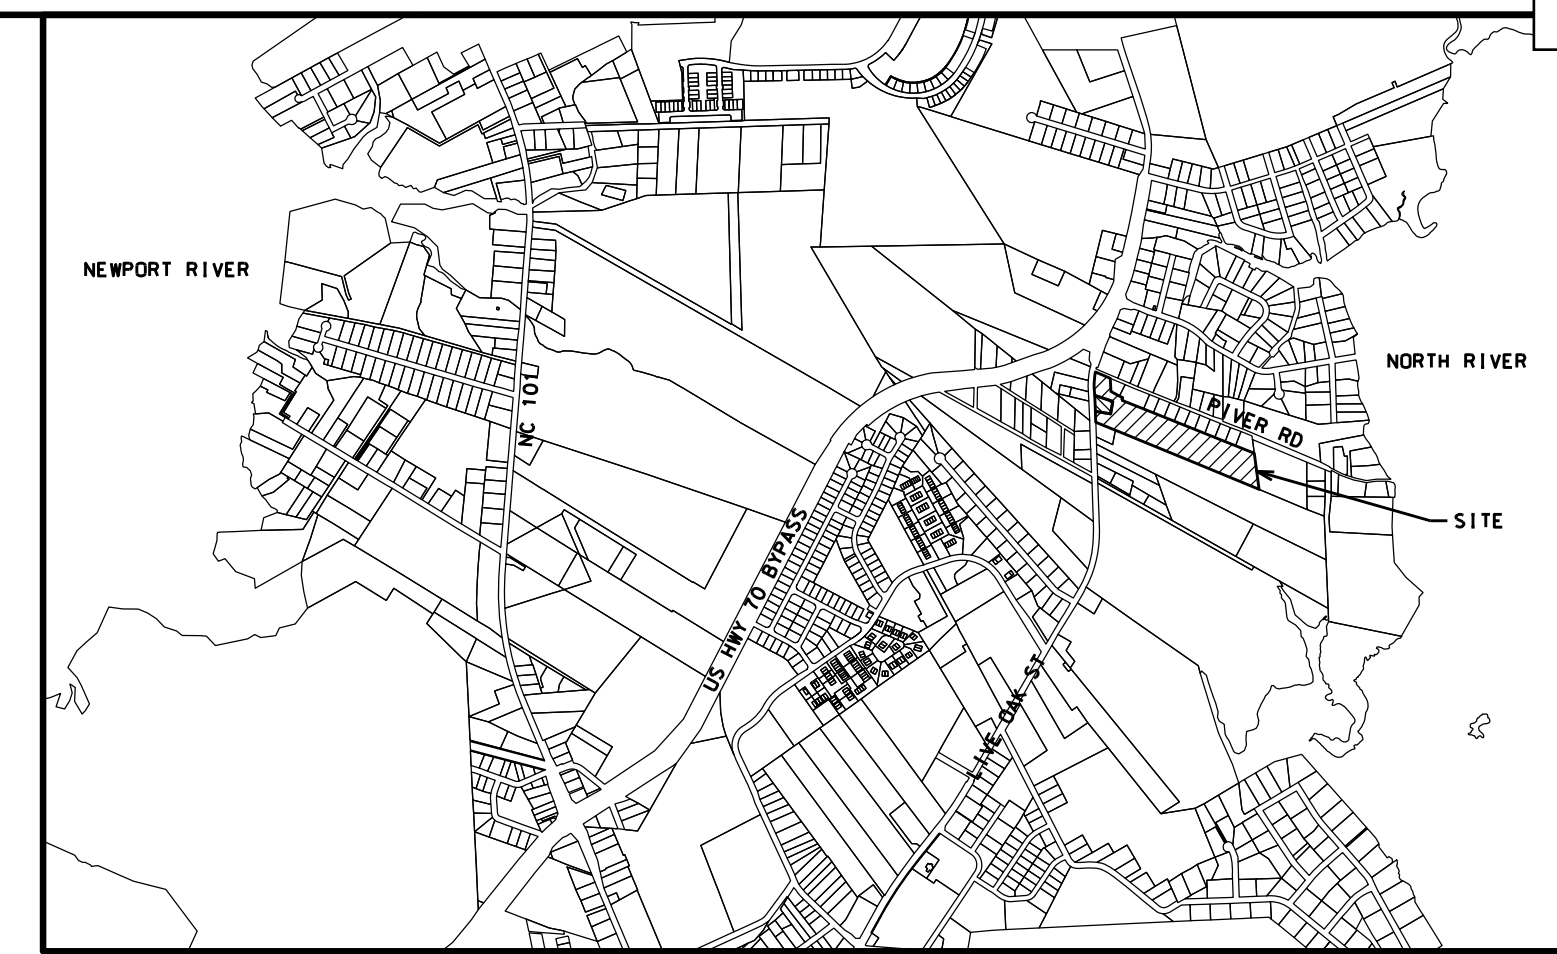 NEWPORT RIVER
NORTH RIVER
NC 101
RIVER RD
SITE
US HWY 70 BYPASS
LIVE OAK ST